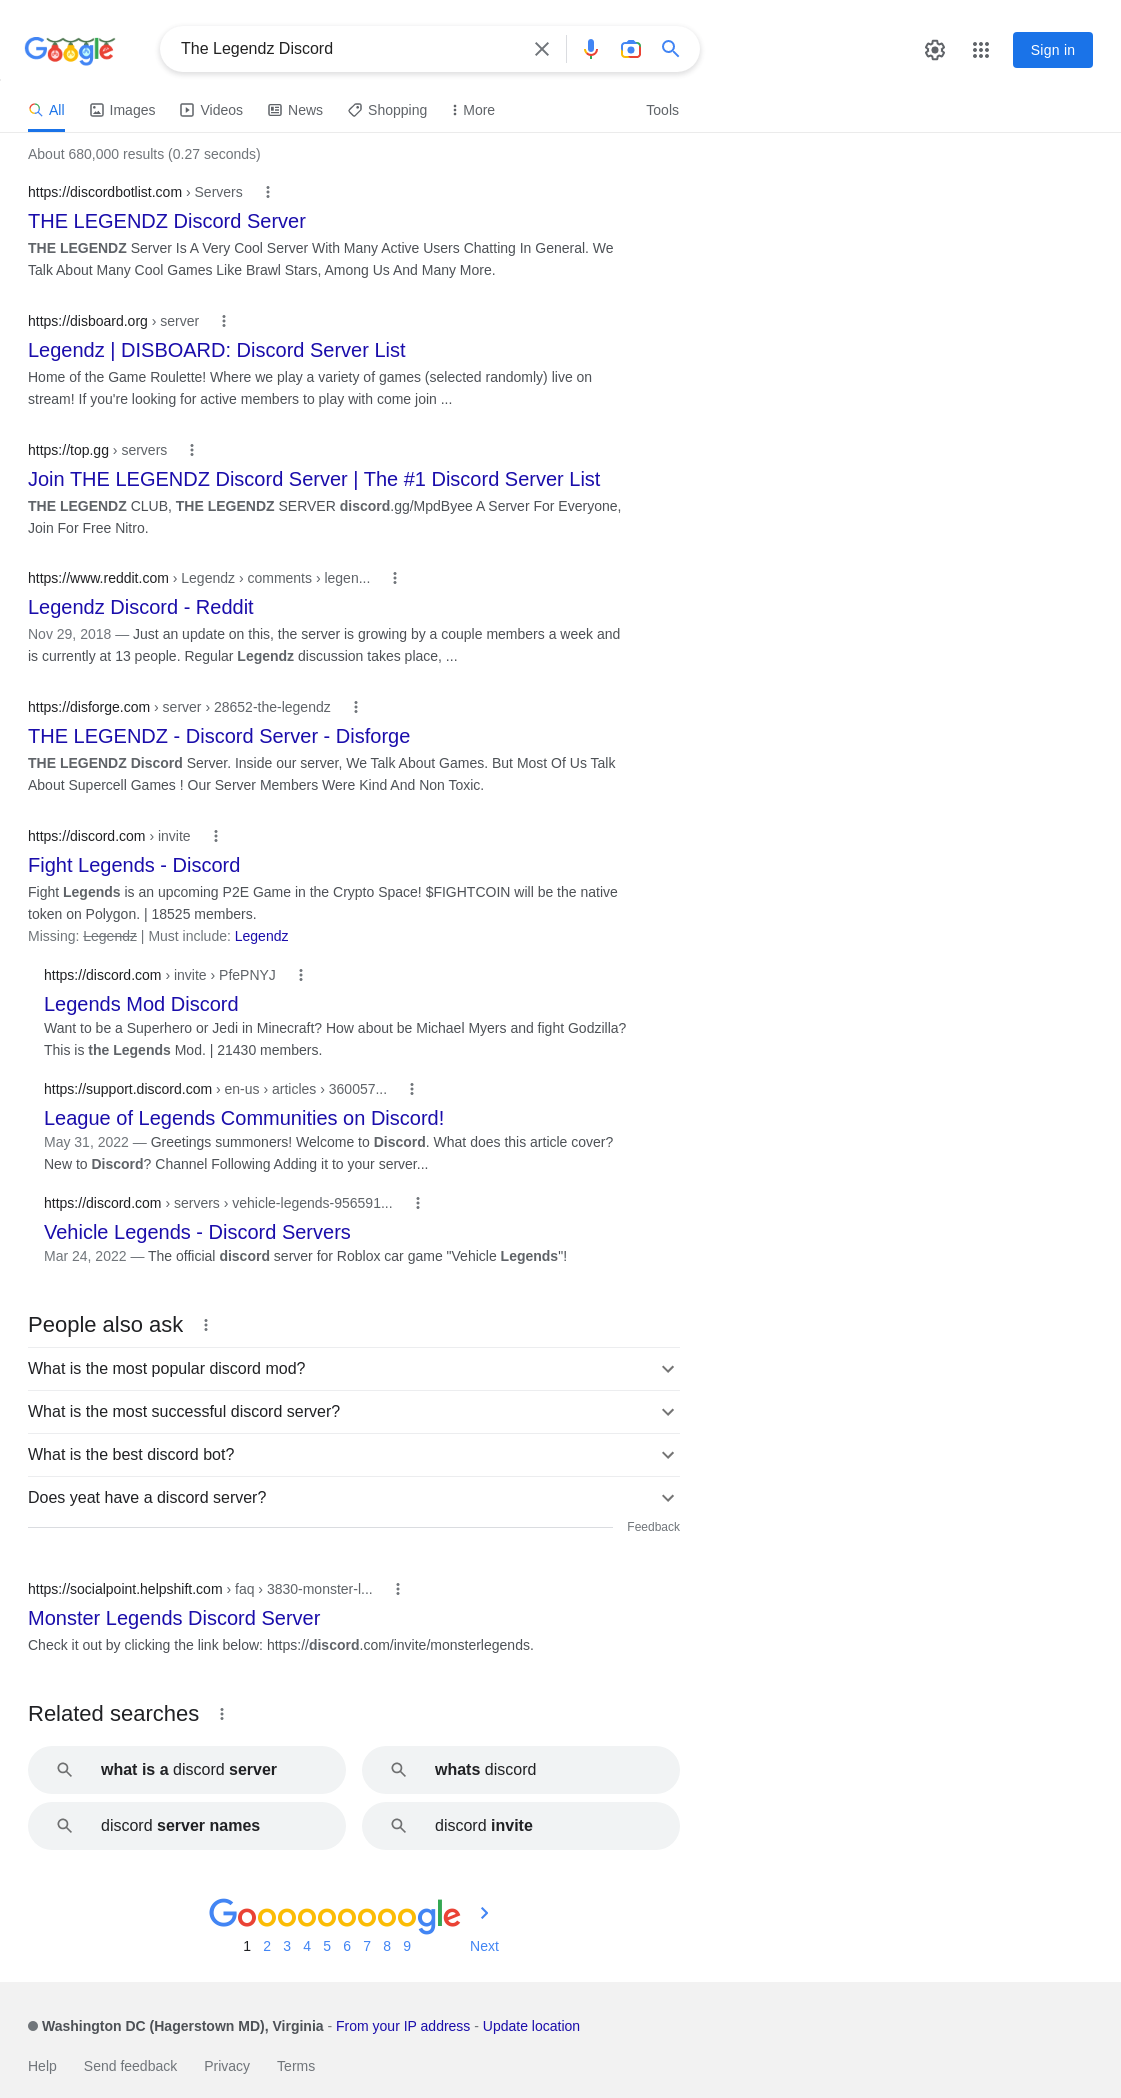 Google
The Legendz Discord
Sign in
All Images Videos News Shopping More Tools
About 680,000 results (0.27 seconds)
https://discordbotlist.com › Servers
THE LEGENDZ Discord Server
THE LEGENDZ Server Is A Very Cool Server With Many Active Users Chatting In General. We
Talk About Many Cool Games Like Brawl Stars, Among Us And Many More.
https://disboard.org › server
Legendz | DISBOARD: Discord Server List
Home of the Game Roulette! Where we play a variety of games (selected randomly) live on
stream! If you're looking for active members to play with come join ...
https://top.gg › servers
Join THE LEGENDZ Discord Server | The #1 Discord Server List
THE LEGENDZ CLUB, THE LEGENDZ SERVER discord.gg/MpdByee A Server For Everyone,
Join For Free Nitro.
https://www.reddit.com › Legendz › comments › legen...
Legendz Discord - Reddit
Nov 29, 2018 — Just an update on this, the server is growing by a couple members a week and
is currently at 13 people. Regular Legendz discussion takes place, ...
https://disforge.com › server › 28652-the-legendz
THE LEGENDZ - Discord Server - Disforge
THE LEGENDZ Discord Server. Inside our server, We Talk About Games. But Most Of Us Talk
About Supercell Games ! Our Server Members Were Kind And Non Toxic.
https://discord.com › invite
Fight Legends - Discord
Fight Legends is an upcoming P2E Game in the Crypto Space! $FIGHTCOIN will be the native
token on Polygon. | 18525 members.
Missing: Legendz | Must include: Legendz
https://discord.com › invite › PfePNYJ
Legends Mod Discord
Want to be a Superhero or Jedi in Minecraft? How about be Michael Myers and fight Godzilla?
This is the Legends Mod. | 21430 members.
https://support.discord.com › en-us › articles › 360057...
League of Legends Communities on Discord!
May 31, 2022 — Greetings summoners! Welcome to Discord. What does this article cover?
New to Discord? Channel Following Adding it to your server...
https://discord.com › servers › vehicle-legends-956591...
Vehicle Legends - Discord Servers
Mar 24, 2022 — The official discord server for Roblox car game "Vehicle Legends"!
People also ask
What is the most popular discord mod?
What is the most successful discord server?
What is the best discord bot?
Does yeat have a discord server?
Feedback
https://socialpoint.helpshift.com › faq › 3830-monster-l...
Monster Legends Discord Server
Check it out by clicking the link below: https://discord.com/invite/monsterlegends.
Related searches
what is a discord server
whats discord
discord server names
discord invite
Gooooooooogle
1 2 3 4 5 6 7 8 9 Next
Washington DC (Hagerstown MD), Virginia - From your IP address - Update location
Help Send feedback Privacy Terms